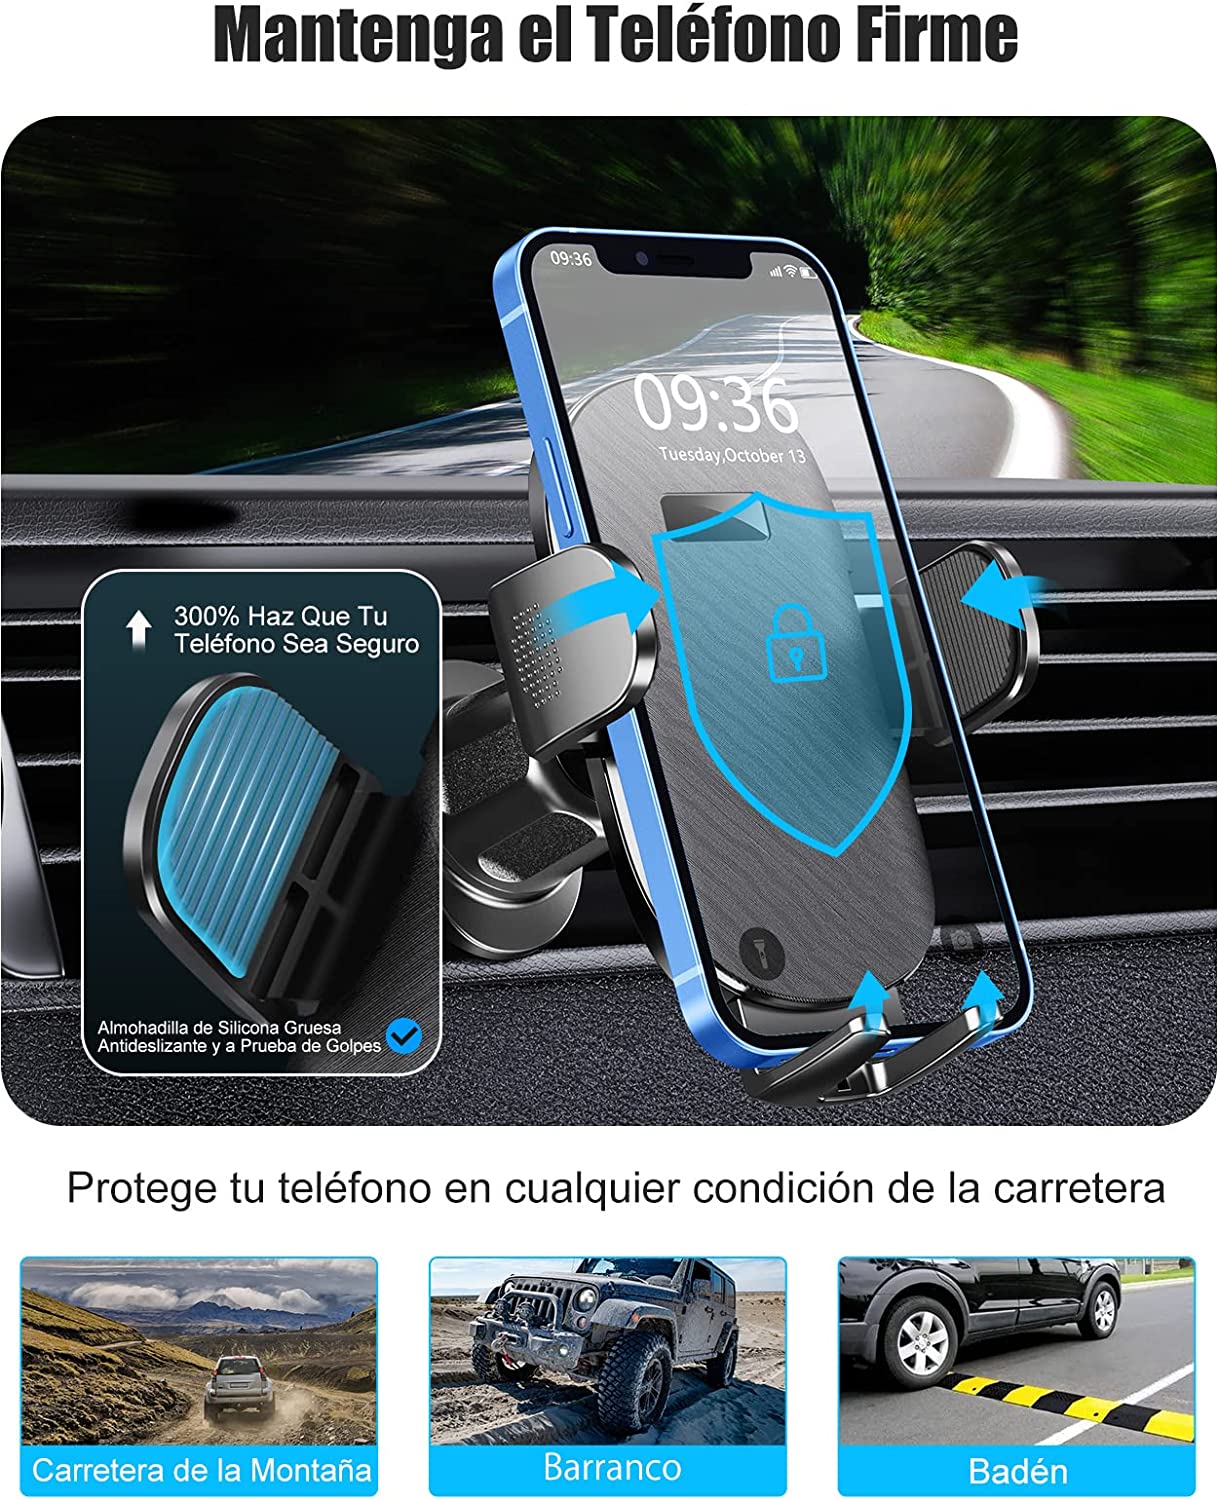 Mantenga el Teléfono Firme
09:36
09:36
Tuesday,October 13
300% Haz Que Tu
Teléfono Sea Seguro
Almohadilla de Silicona Gruesa
Antideslizante y a Prueba de Golpes
Protege tu teléfono en cualquier condición de la carretera
Carretera de la Montaña
Barranco
Badén